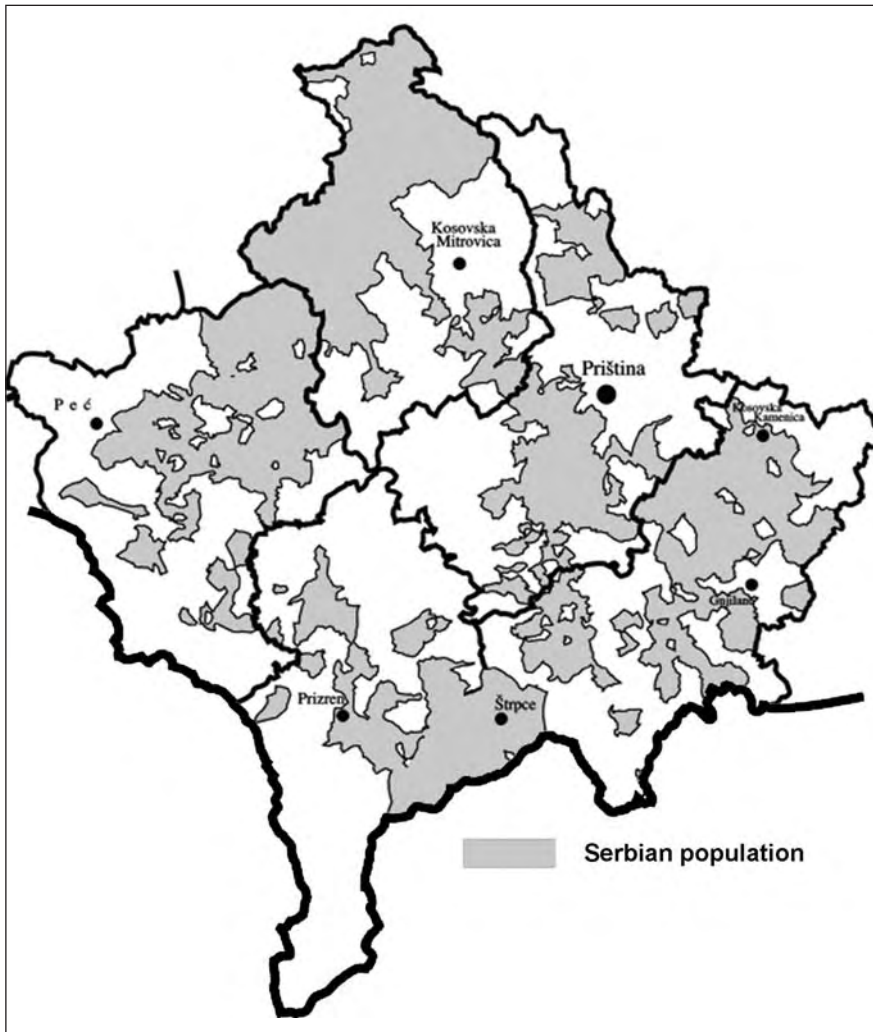 Kosovska
Mitrovica
Priština
Peć
Kosovska
Kamenica
Gnjilane
Prizren
Štrpce
Serbian population